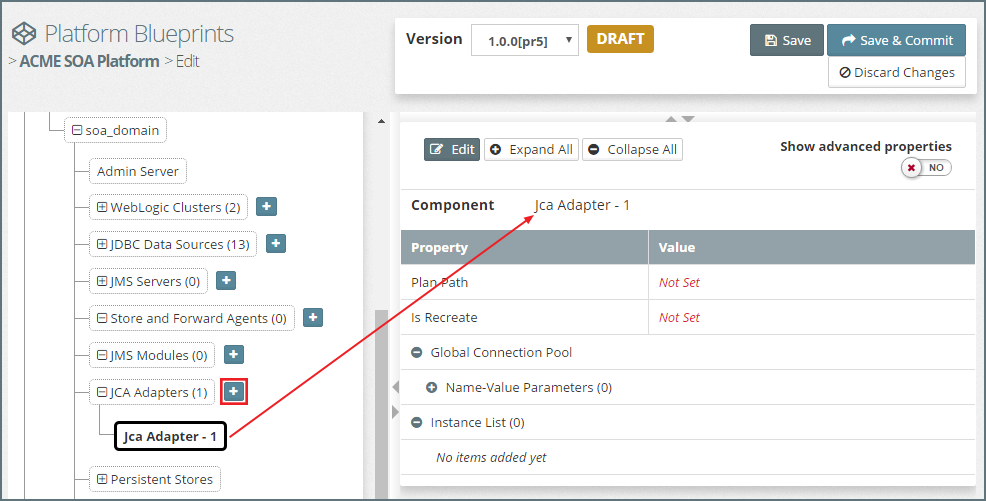 Platform Blueprints
> ACME SOA Platform > Edit
Version 1.0.0[pr5] DRAFT
Save
Save & Commit
Discard Changes
soa_domain
Admin Server
WebLogic Clusters (2)
JDBC Data Sources (13)
JMS Servers (0)
Store and Forward Agents (0)
JMS Modules (0)
JCA Adapters (1)
Jca Adapter - 1
Persistent Stores
Edit Expand All Collapse All
Show advanced properties
NO
Component Jca Adapter - 1
Property Value
Plan Path Not Set
Is Recreate Not Set
Global Connection Pool
Name-Value Parameters (0)
Instance List (0)
No items added yet